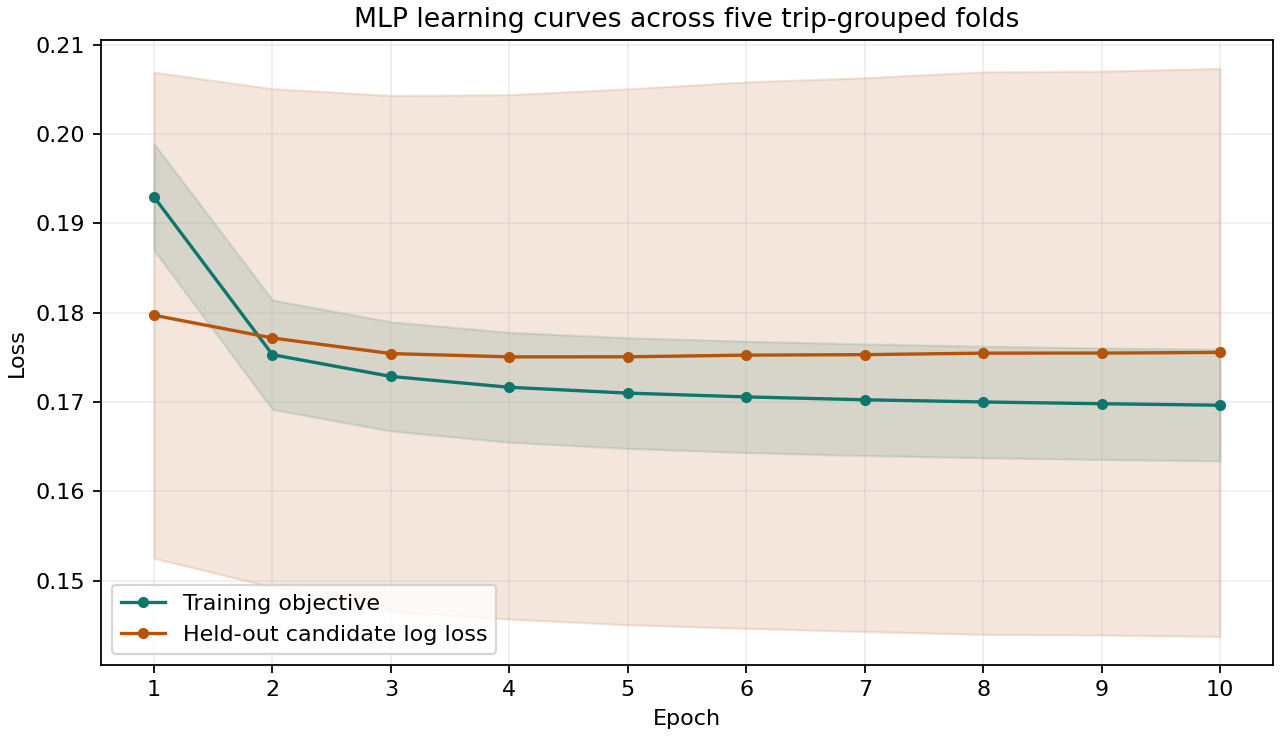 MLP learning curves across five trip-grouped folds
0.21
0.20
0.19
0.18
0.17
0.16
0.15
Loss
Training objective
Held-out candidate log loss
1 2 3 4 5 6 7 8 9 10
Epoch